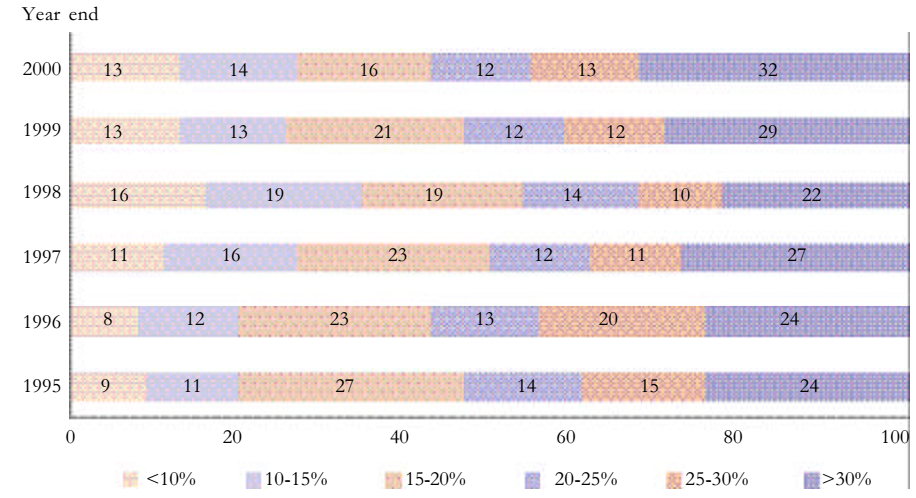 Year end
2000 13 14 16 12 13 32
1999 13 13 21 12 12 29
1998 16 19 19 14 10 22
1997 11 16 23 12 11 27
1996 8 12 23 13 20 24
1995 9 11 27 14 15 24
0 20 40 60 80 100
<10% 10-15% 15-20% 20-25% 25-30% >30%